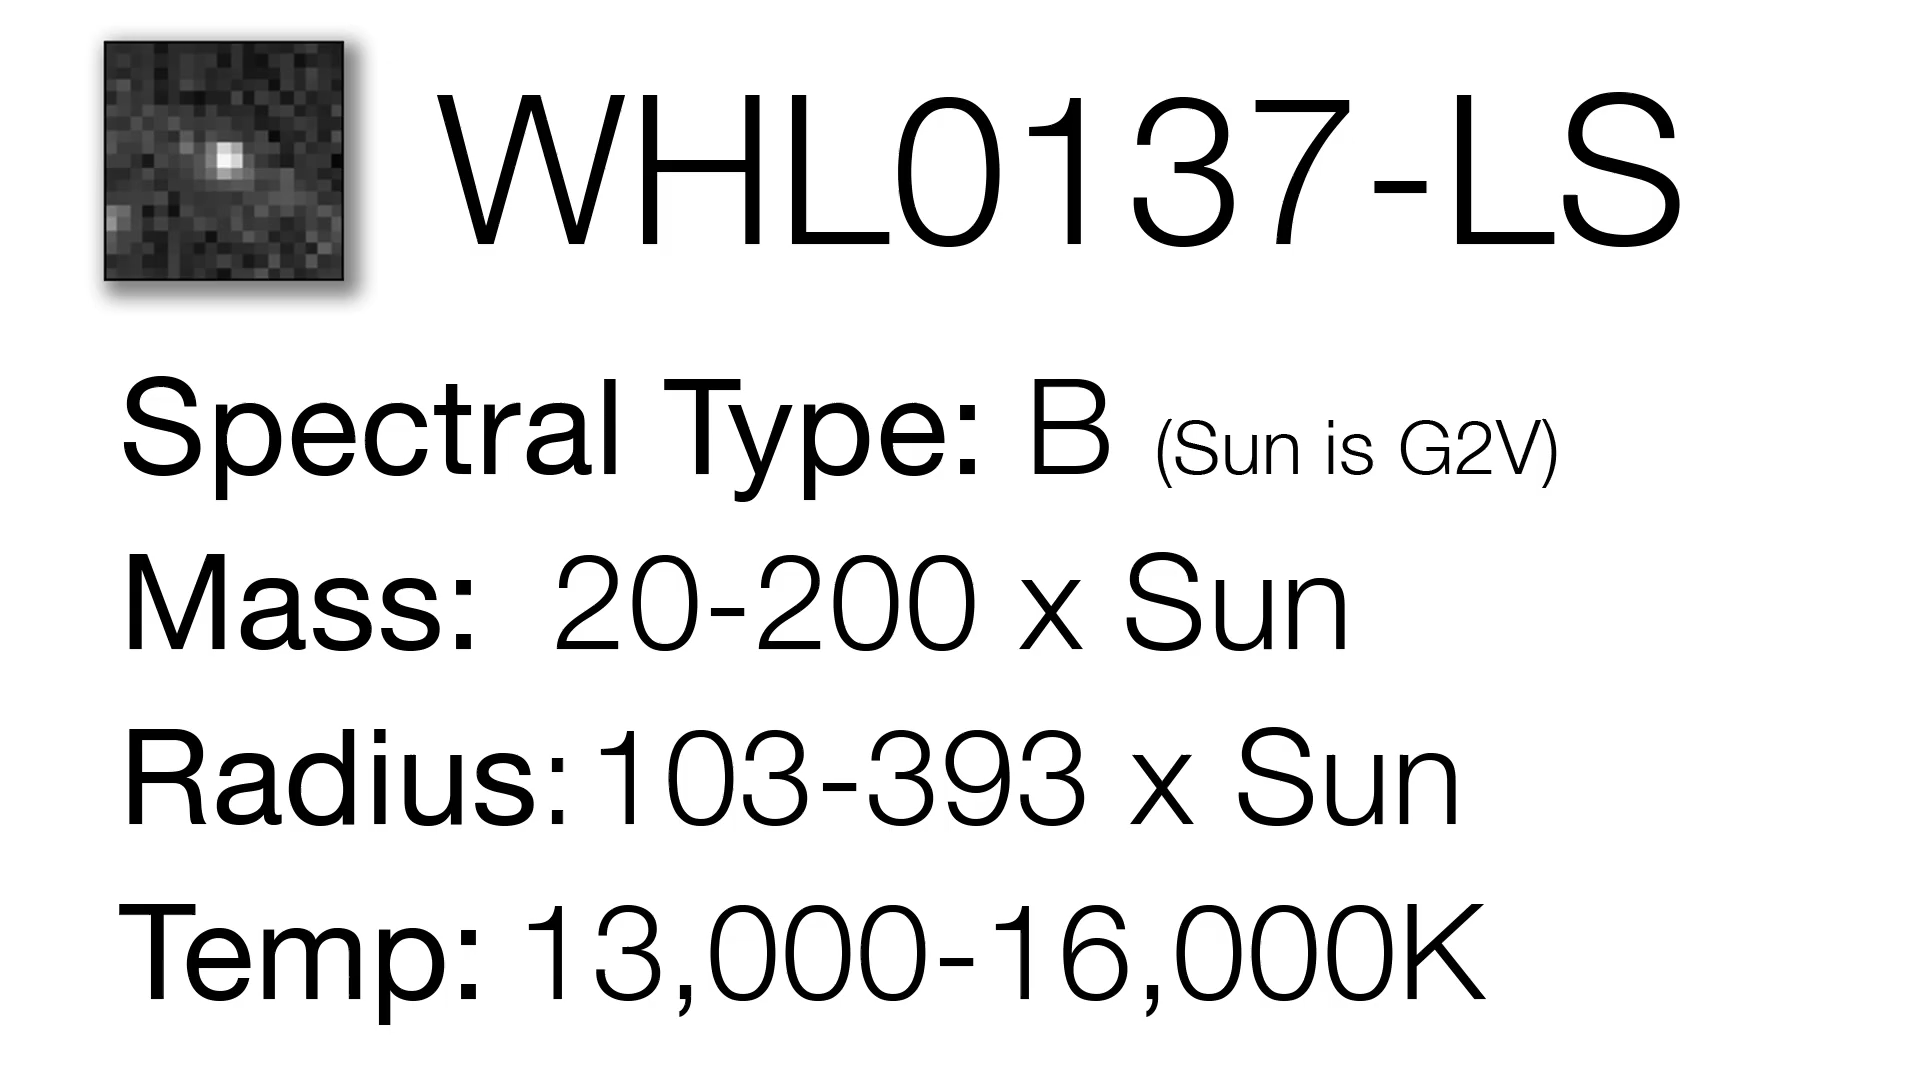 WHL0137-LS
Spectral Type: B (Sun is G2V)
Mass: 20-200 x Sun
Radius: 103-393 x Sun
Temp: 13,000-16,000K